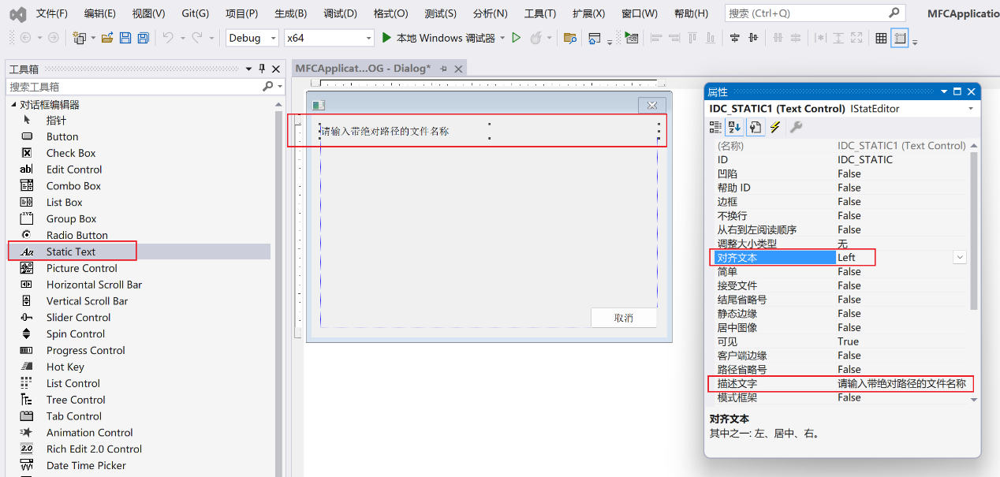 文件(F) 编辑(E) 视图(V) Git(G) 项目(P) 生成(B) 调试(D) 格式(O) 测试(S) 分析(N) 工具(T) 扩展(X) 窗口(W) 帮助(H) 搜索 (Ctrl+Q) MFCApplicatio
Debug x64 本地 Windows 调试器
工具箱
搜索工具箱
对话框编辑器
指针
Button
Check Box
ab| Edit Control
Combo Box
List Box
Group Box
Radio Button
Aa Static Text
Picture Control
Horizontal Scroll Bar
Vertical Scroll Bar
Slider Control
Spin Control
Progress Control
Hot Key
List Control
Tree Control
Tab Control
Animation Control
2.0 Rich Edit 2.0 Control
Date Time Picker
MFCApplicat...OG - Dialog*
请输入带绝对路径的文件名称
取消
属性
IDC_STATIC1 (Text Control) IStatEditor
(名称) IDC_STATIC1 (Text Control)
ID IDC_STATIC
凹陷 False
帮助 ID False
边框 False
不换行 False
从右到左阅读顺序 False
调整大小类型 无
对齐文本 Left
简单 False
接受文件 False
结尾省略号 False
静态边缘 False
居中图像 False
可见 True
客户端边缘 False
路径省略号 False
描述文字 请输入带绝对路径的文件名称
模式框架 False
对齐文本
其中之一: 左、居中、右。